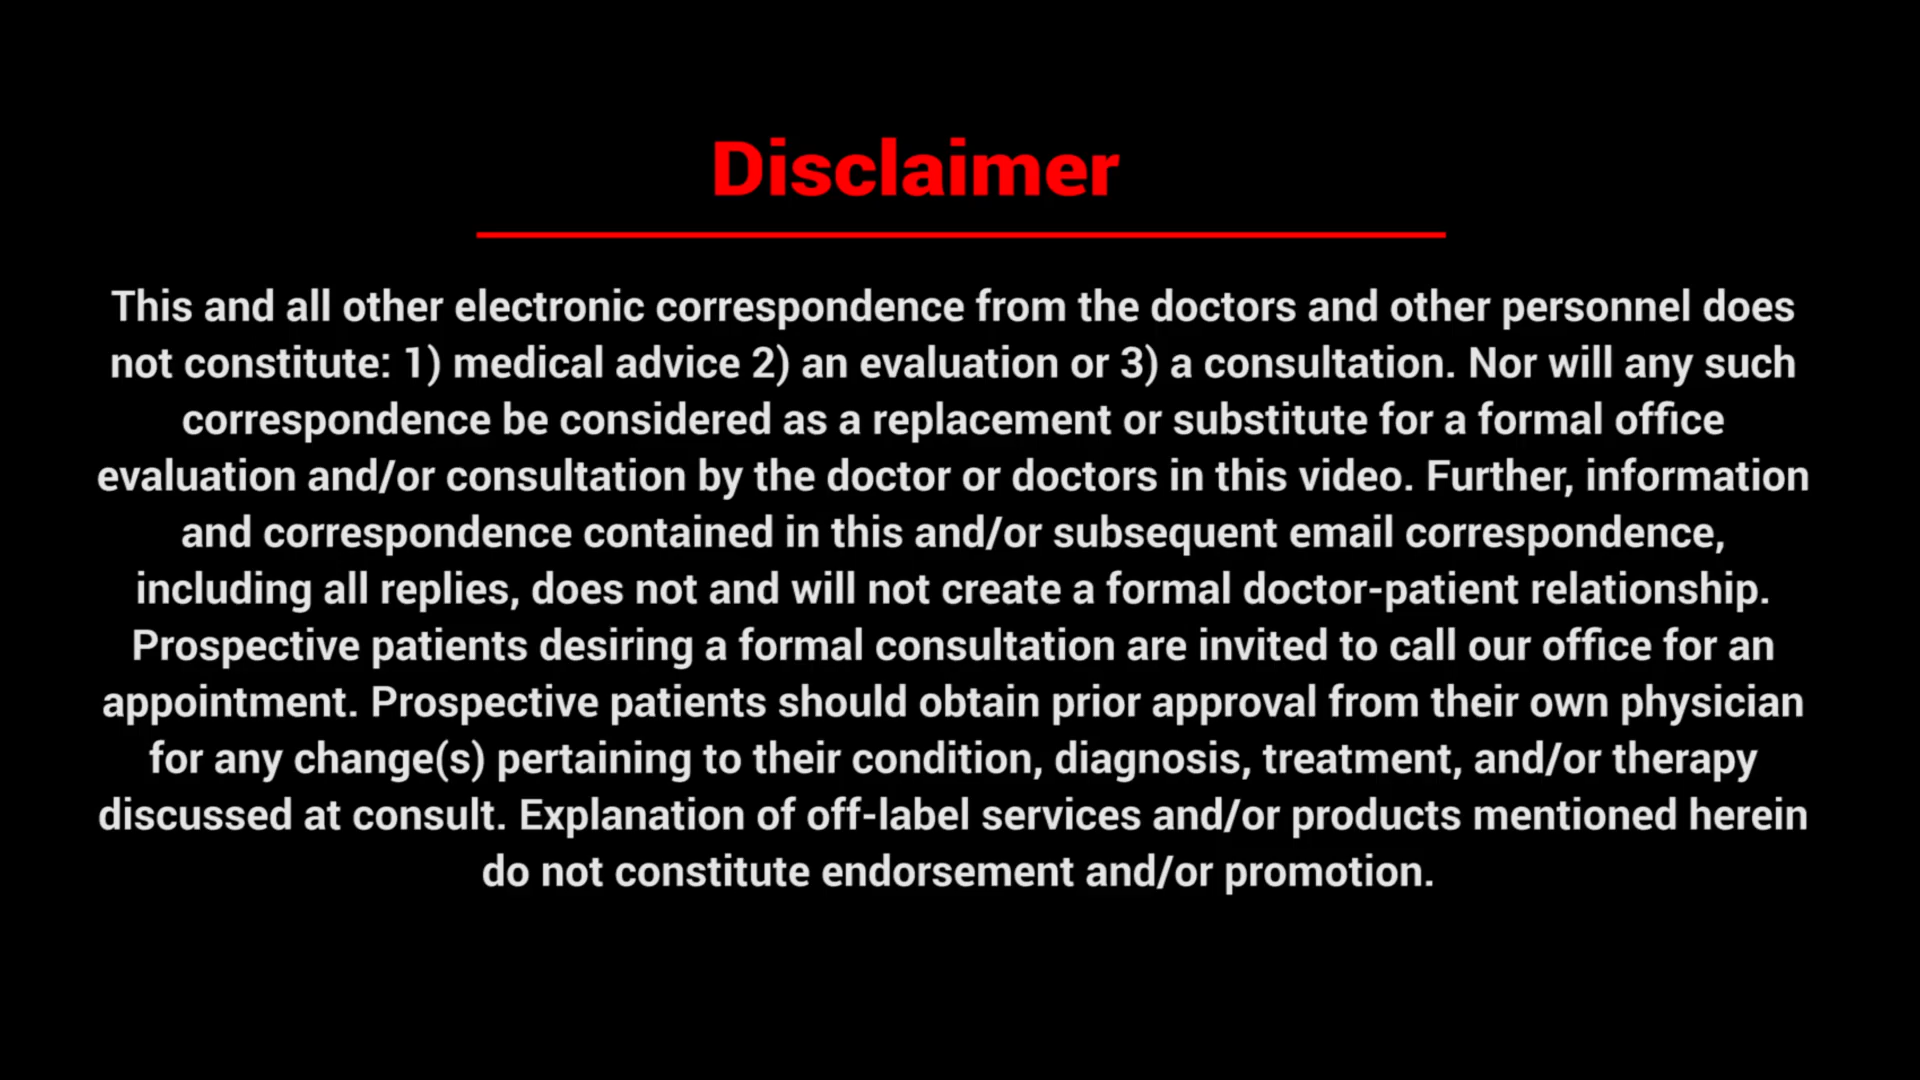 Disclaimer
This and all other electronic correspondence from the doctors and other personnel does
not constitute: 1) medical advice 2) an evaluation or 3) a consultation. Nor will any such
correspondence be considered as a replacement or substitute for a formal office
evaluation and/or consultation by the doctor or doctors in this video. Further, information
and correspondence contained in this and/or subsequent email correspondence,
including all replies, does not and will not create a formal doctor-patient relationship.
Prospective patients desiring a formal consultation are invited to call our office for an
appointment. Prospective patients should obtain prior approval from their own physician
for any change(s) pertaining to their condition, diagnosis, treatment, and/or therapy
discussed at consult. Explanation of off-label services and/or products mentioned herein
do not constitute endorsement and/or promotion.